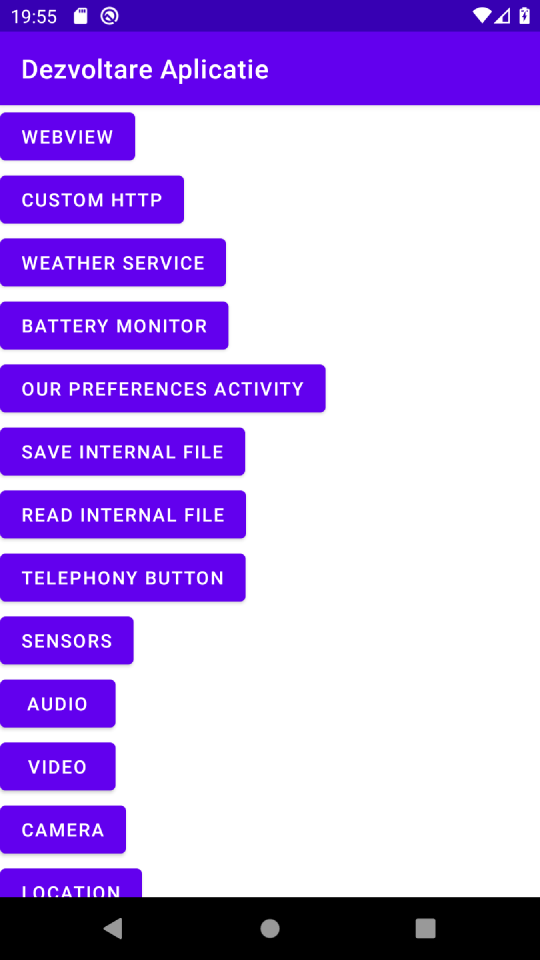 19:55
Dezvoltare Aplicatie
WEBVIEW
CUSTOM HTTP
WEATHER SERVICE
BATTERY MONITOR
OUR PREFERENCES ACTIVITY
SAVE INTERNAL FILE
READ INTERNAL FILE
TELEPHONY BUTTON
SENSORS
AUDIO
VIDEO
CAMERA
LOCATION